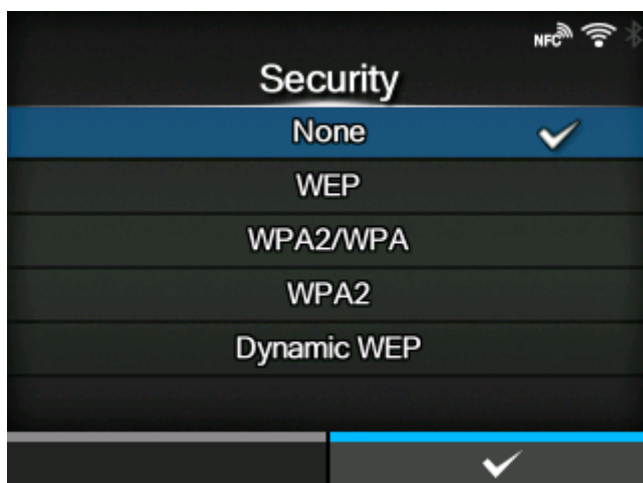 NFC
Security
None
WEP
WPA2/WPA
WPA2
Dynamic WEP